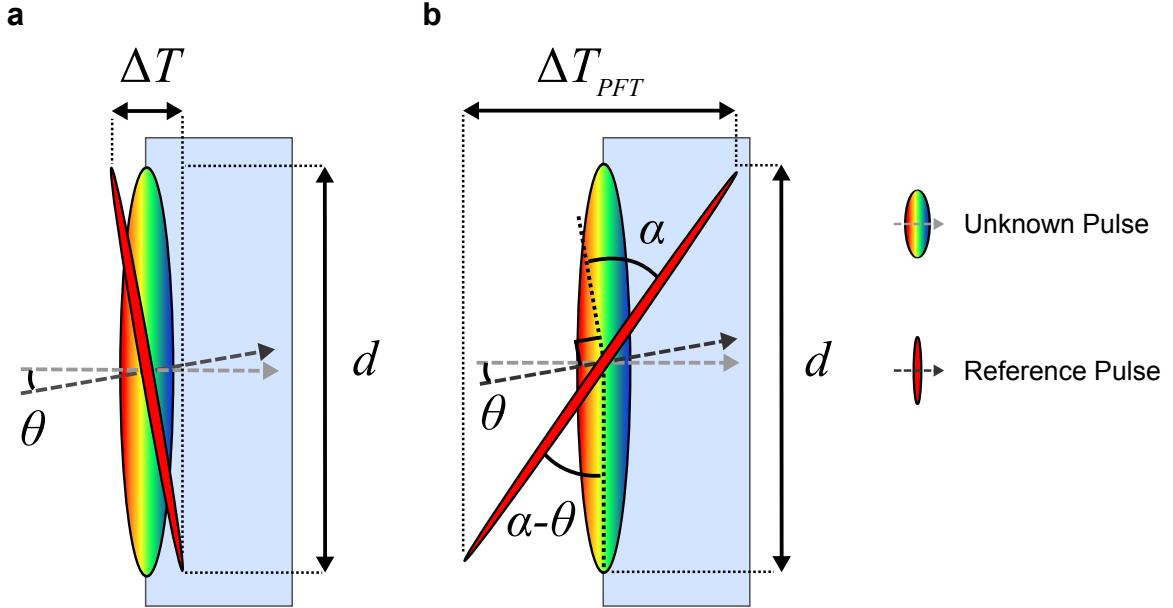 a
ΔT
d
θ
b
ΔT_PFT
α
d
θ
α-θ
Unknown Pulse
Reference Pulse